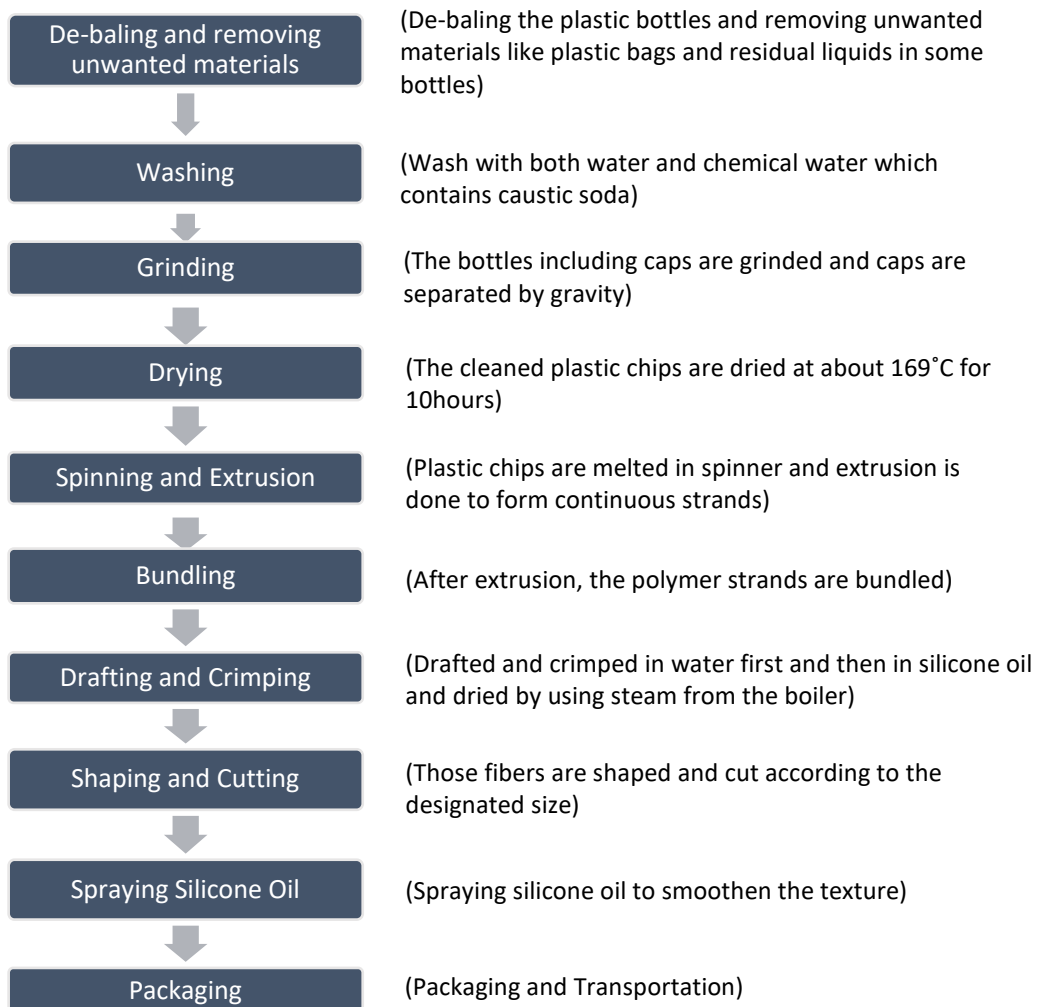 De-baling and removing
unwanted materials
(De-baling the plastic bottles and removing unwanted
materials like plastic bags and residual liquids in some
bottles)
Washing
(Wash with both water and chemical water which
contains caustic soda)
Grinding
(The bottles including caps are grinded and caps are
separated by gravity)
Drying
(The cleaned plastic chips are dried at about 169˚C for
10hours)
Spinning and Extrusion
(Plastic chips are melted in spinner and extrusion is
done to form continuous strands)
Bundling
(After extrusion, the polymer strands are bundled)
Drafting and Crimping
(Drafted and crimped in water first and then in silicone oil
and dried by using steam from the boiler)
Shaping and Cutting
(Those fibers are shaped and cut according to the
designated size)
Spraying Silicone Oil
(Spraying silicone oil to smoothen the texture)
Packaging
(Packaging and Transportation)